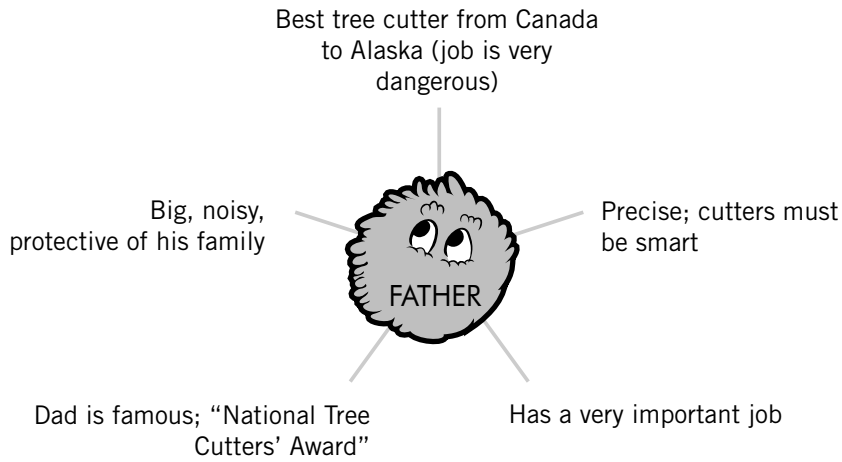 Best tree cutter from Canada
to Alaska (job is very
dangerous)
Big, noisy,
protective of his family
Precise; cutters must
be smart
FATHER
Dad is famous; “National Tree
Cutters’ Award”
Has a very important job